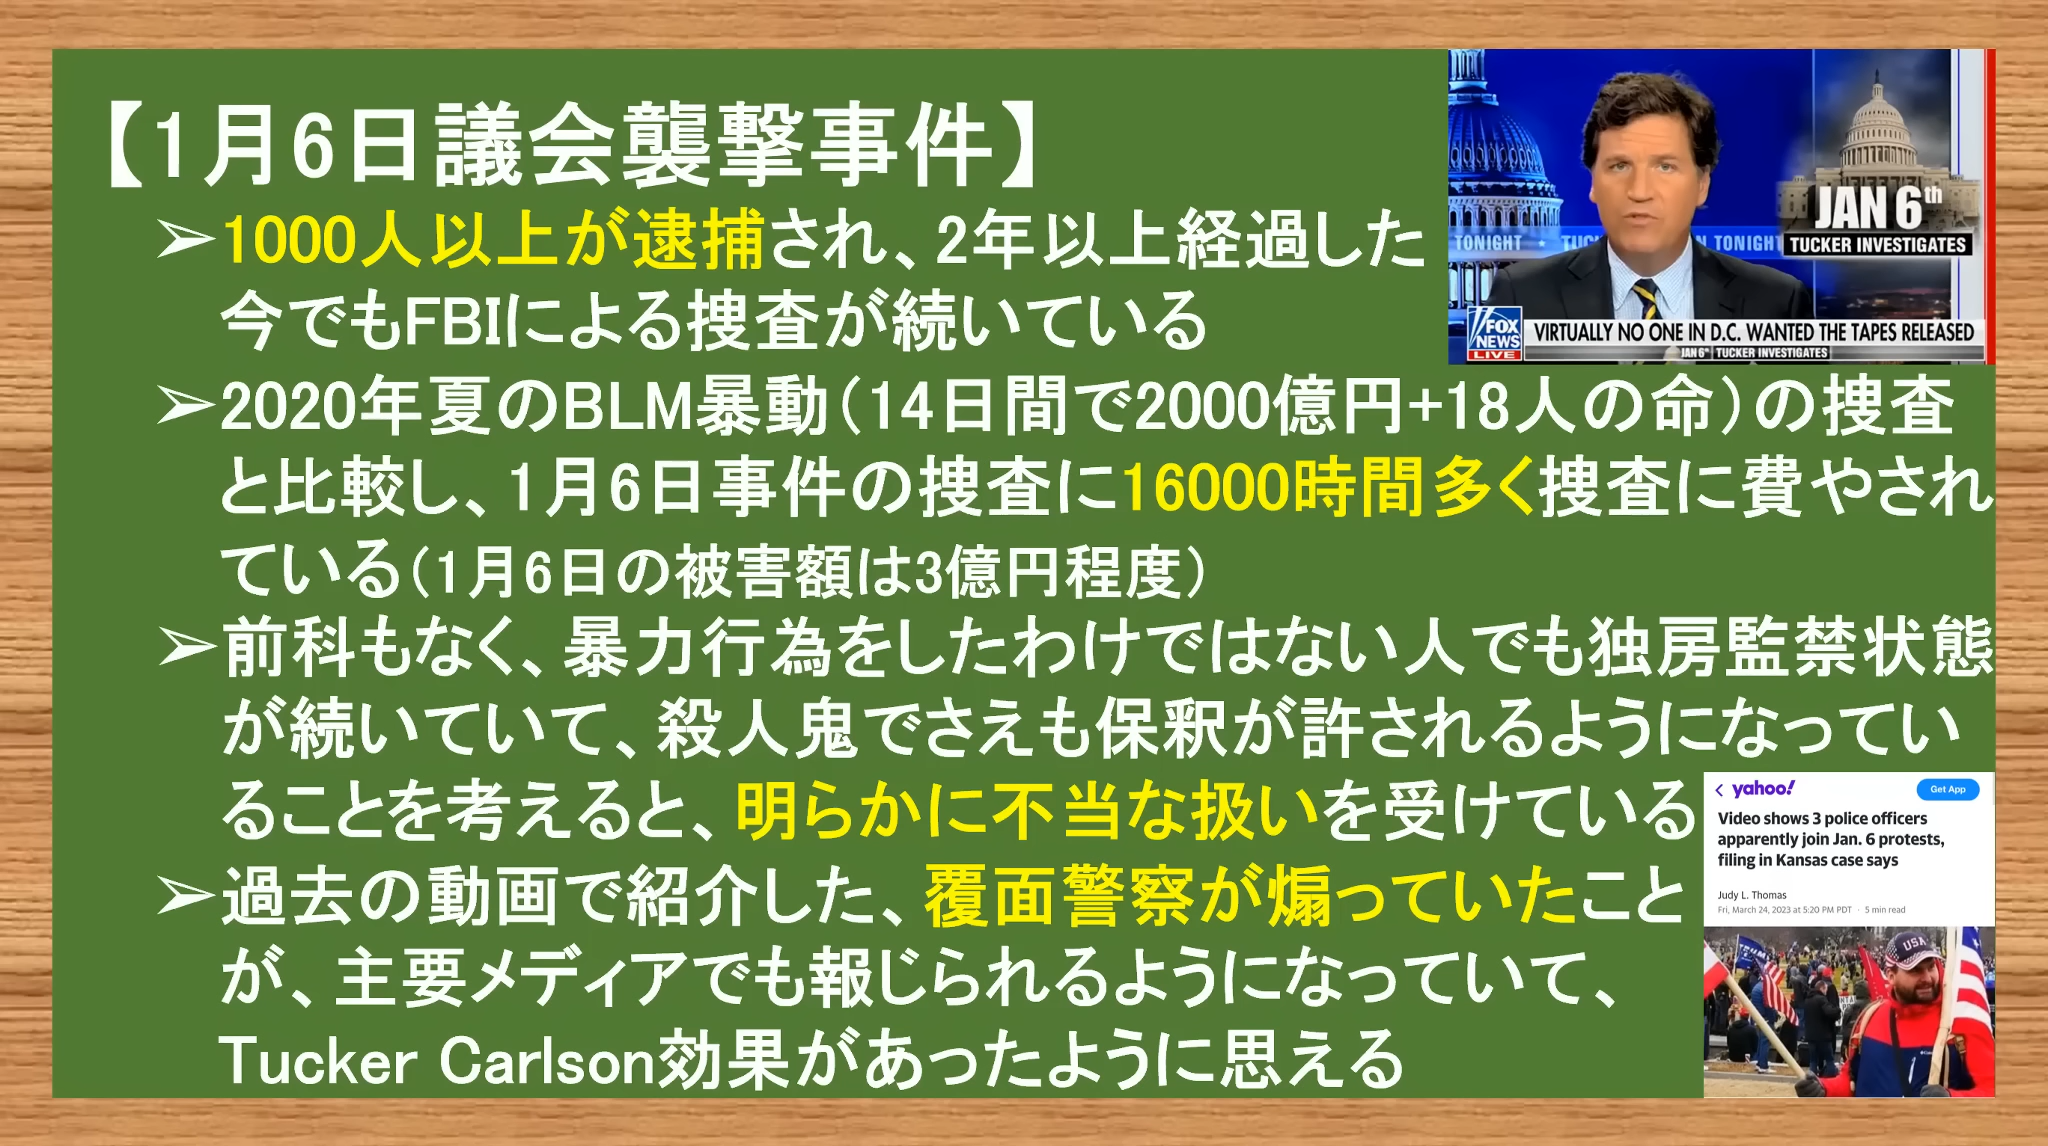 【1月6日議会襲撃事件】
➢1000人以上が逮捕され、2年以上経過した
今でもFBIによる捜査が続いている
➢2020年夏のBLM暴動（14日間で2000億円+18人の命）の捜査
と比較し、1月6日事件の捜査に16000時間多く捜査に費やされ
ている（1月6日の被害額は3億円程度）
➢前科もなく、暴力行為をしたわけではない人でも独房監禁状態
が続いていて、殺人鬼でさえも保釈が許されるようになってい
ることを考えると、明らかに不当な扱いを受けている
➢過去の動画で紹介した、覆面警察が煽っていたこと
が、主要メディアでも報じられるようになっていて、
Tucker Carlson効果があったように思える
JAN 6th
TUCKER INVESTIGATES
TONIGHT
TONIGHT
FOX
NEWS
LIVE
VIRTUALLY NO ONE IN D.C. WANTED THE TAPES RELEASED
JAN 6th TUCKER INVESTIGATES
yahoo!
Get App
Video shows 3 police officers
apparently join Jan. 6 protests,
filing in Kansas case says
Judy L. Thomas
Fri, March 24, 2023 at 5:20 PM PDT · 5 min read
TRUMP
USA